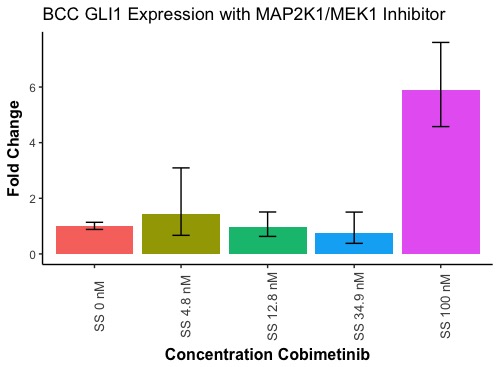 BCC GLI1 Expression with MAP2K1/MEK1 Inhibitor
Fold Change
6
4
2
0
SS 0 nM
SS 4.8 nM
SS 12.8 nM
SS 34.9 nM
SS 100 nM
Concentration Cobimetinib